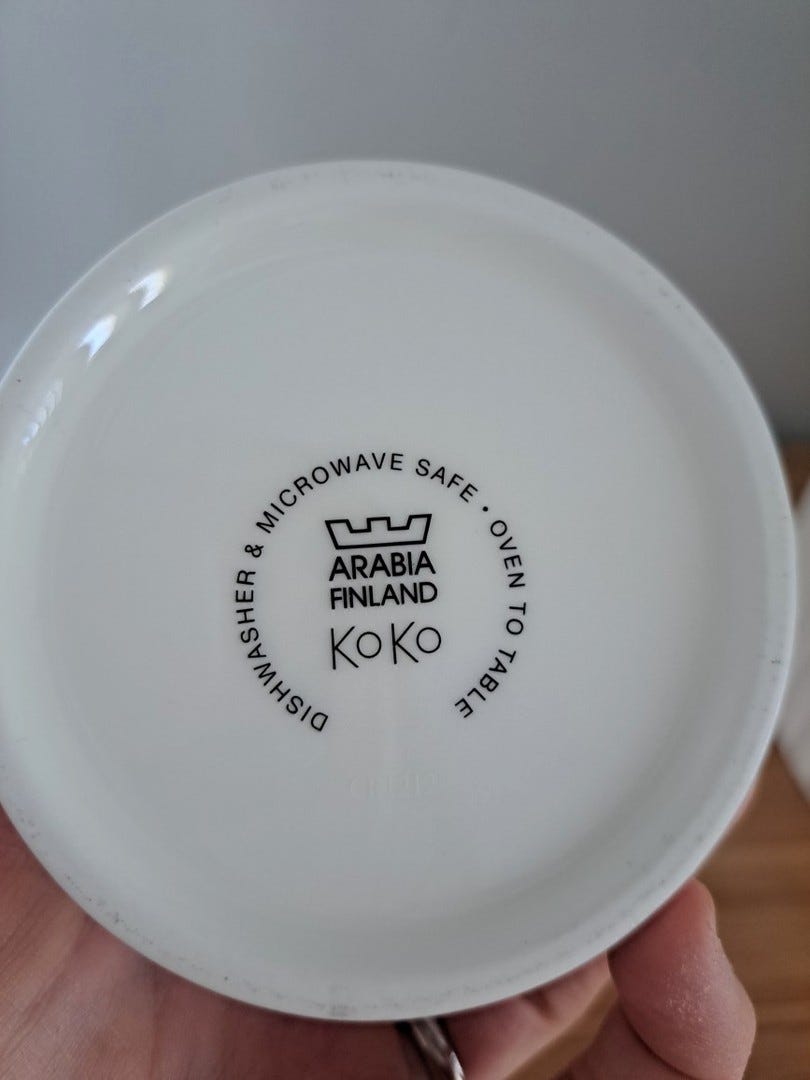 DISHWASHER & MICROWAVE SAFE • OVEN TO TABLE
ARABIA
FINLAND
KoKo